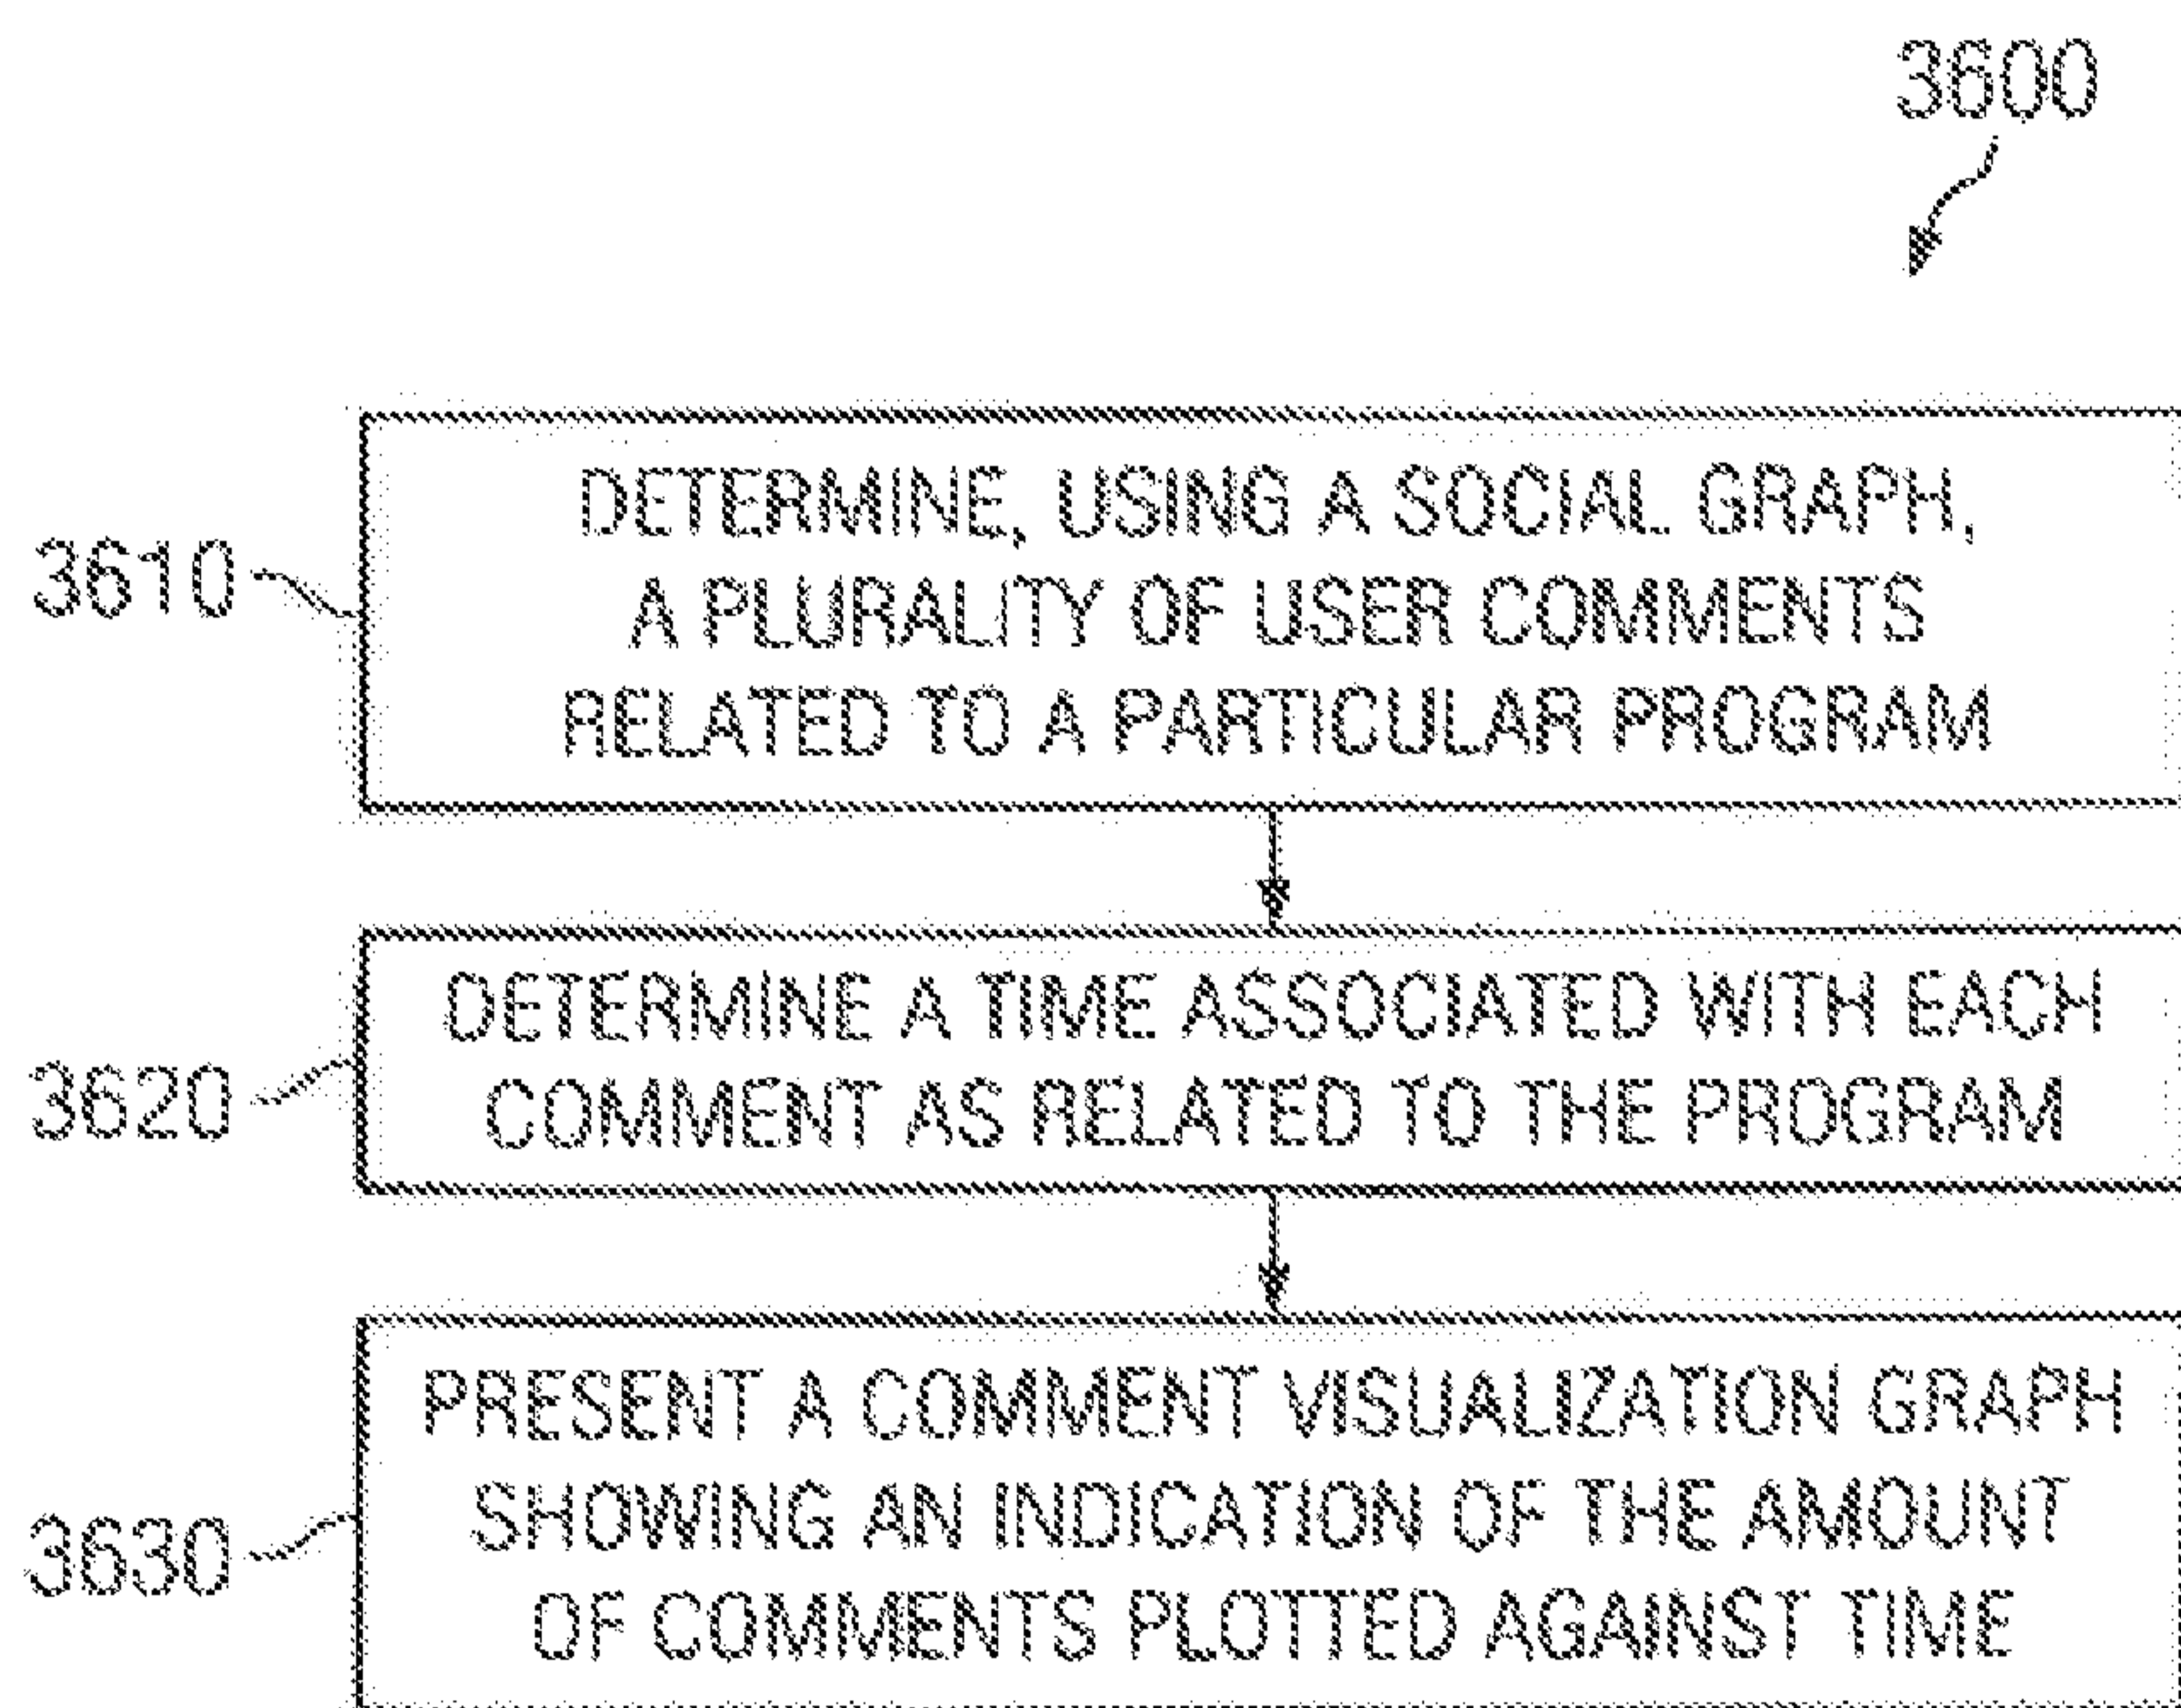 3600
3610
DETERMINE, USING A SOCIAL GRAPH,
A PLURALITY OF USER COMMENTS
RELATED TO A PARTICULAR PROGRAM
3620
DETERMINE A TIME ASSOCIATED WITH EACH
COMMENT AS RELATED TO THE PROGRAM
3630
PRESENT A COMMENT VISUALIZATION GRAPH
SHOWING AN INDICATION OF THE AMOUNT
OF COMMENTS PLOTTED AGAINST TIME